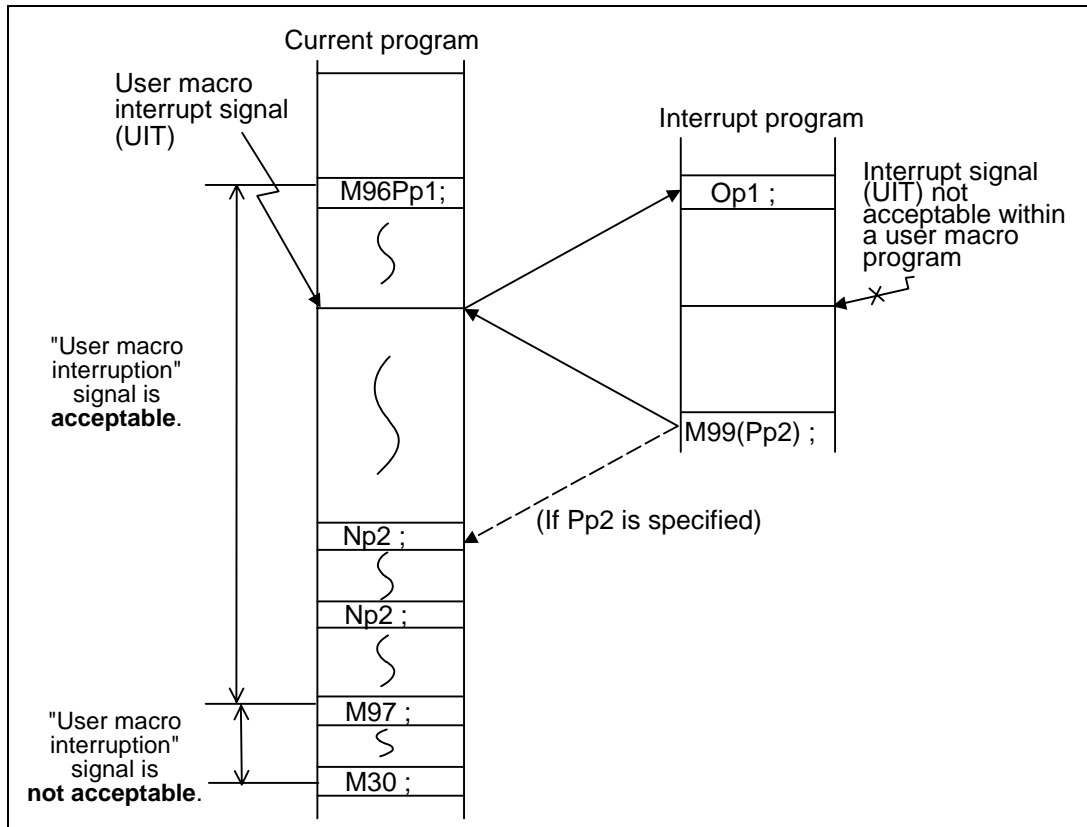 Current program
User macro
interrupt signal
(UIT)
Interrupt program
M96Pp1;
Op1 ;
Interrupt signal
(UIT) not
acceptable within
a user macro
program
"User macro
interruption"
signal is
acceptable.
M99(Pp2) ;
(If Pp2 is specified)
Np2 ;
Np2 ;
M97 ;
"User macro
interruption"
signal is
not acceptable.
M30 ;